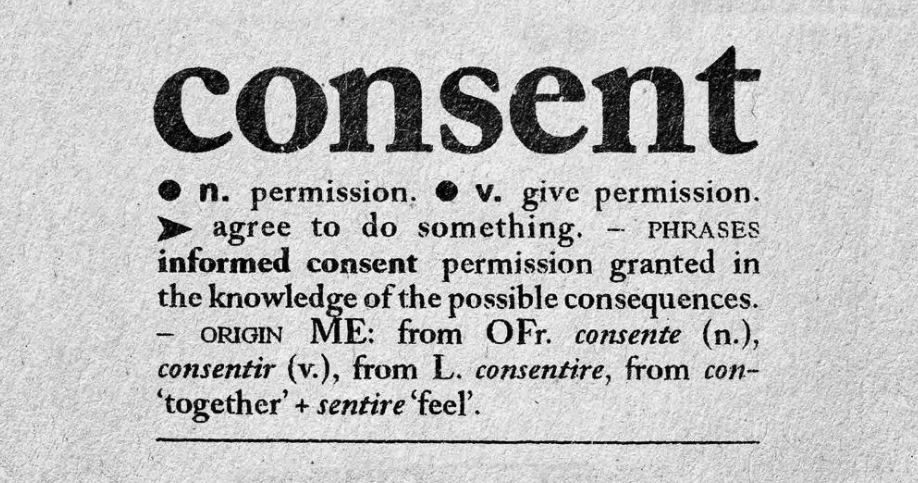 consent
● n. permission. ● v. give permission.
➤ agree to do something. – PHRASES
informed consent permission granted in
the knowledge of the possible consequences.
– ORIGIN ME: from OFr. consente (n.),
consentir (v.), from L. consentire, from con-
‘together’ + sentire ‘feel’.